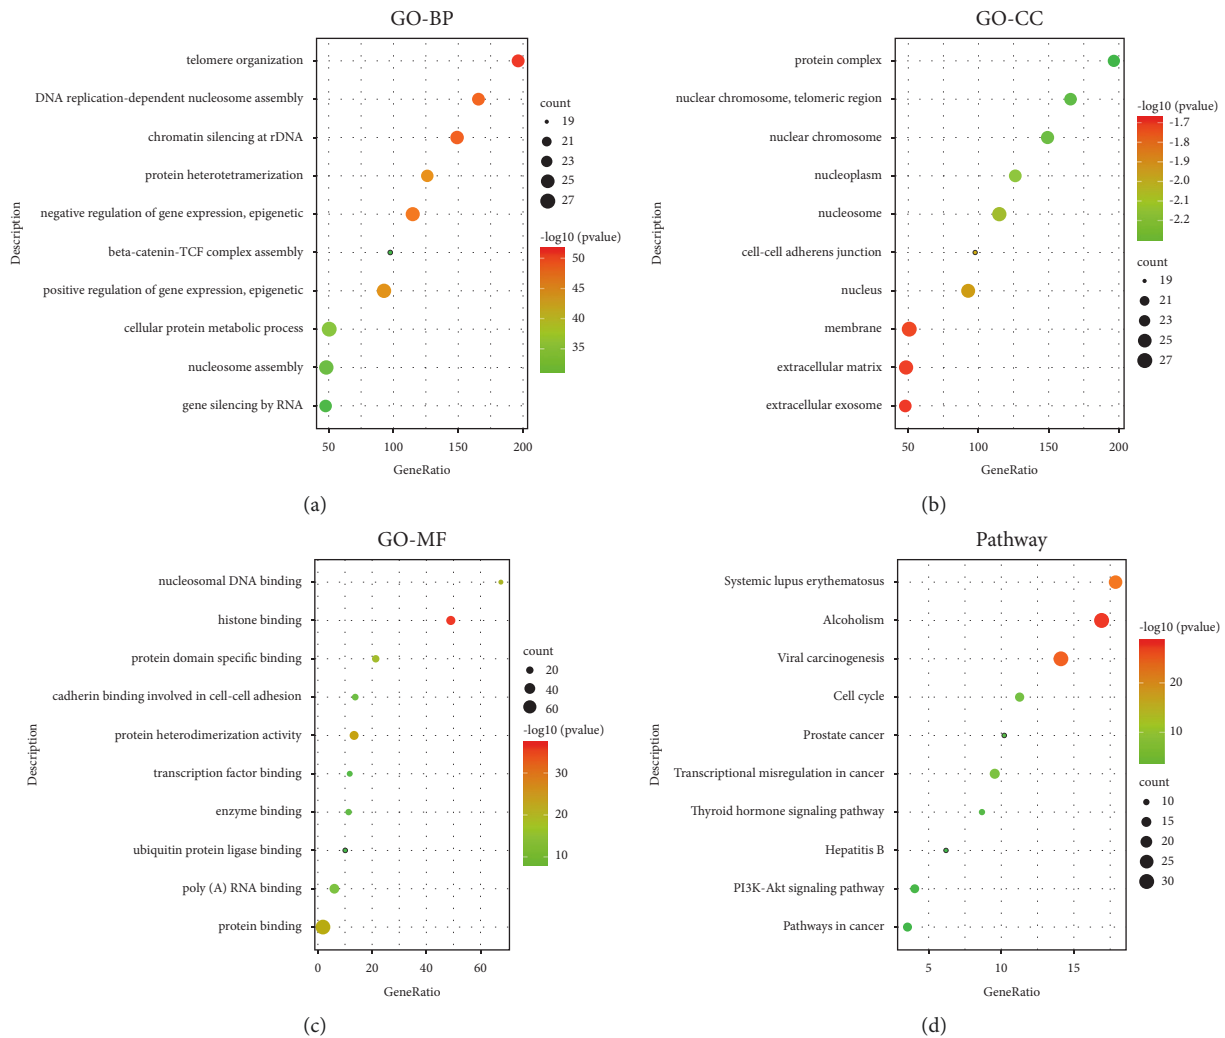 GO-BP
telomere organization
DNA replication-dependent nucleosome assembly
chromatin silencing at rDNA
protein heterotetramerization
negative regulation of gene expression, epigenetic
beta-catenin-TCF complex assembly
positive regulation of gene expression, epigenetic
cellular protein metabolic process
nucleosome assembly
gene silencing by RNA
Description
50 100 150 200
GeneRatio
count
19
21
23
25
27
-log10 (pvalue)
50
45
40
35
(a)
GO-CC
protein complex
nuclear chromosome, telomeric region
nuclear chromosome
nucleoplasm
nucleosome
cell-cell adherens junction
nucleus
membrane
extracellular matrix
extracellular exosome
Description
50 100 150 200
GeneRatio
-log10 (pvalue)
-1.7
-1.8
-1.9
-2.0
-2.1
-2.2
count
19
21
23
25
27
(b)
GO-MF
nucleosomal DNA binding
histone binding
protein domain specific binding
cadherin binding involved in cell-cell adhesion
protein heterodimerization activity
transcription factor binding
enzyme binding
ubiquitin protein ligase binding
poly (A) RNA binding
protein binding
Description
0 20 40 60
GeneRatio
count
20
40
60
-log10 (pvalue)
30
20
10
(c)
Pathway
Systemic lupus erythematosus
Alcoholism
Viral carcinogenesis
Cell cycle
Prostate cancer
Transcriptional misregulation in cancer
Thyroid hormone signaling pathway
Hepatitis B
PI3K-Akt signaling pathway
Pathways in cancer
Description
5 10 15
GeneRatio
-log10 (pvalue)
20
10
count
10
15
20
25
30
(d)